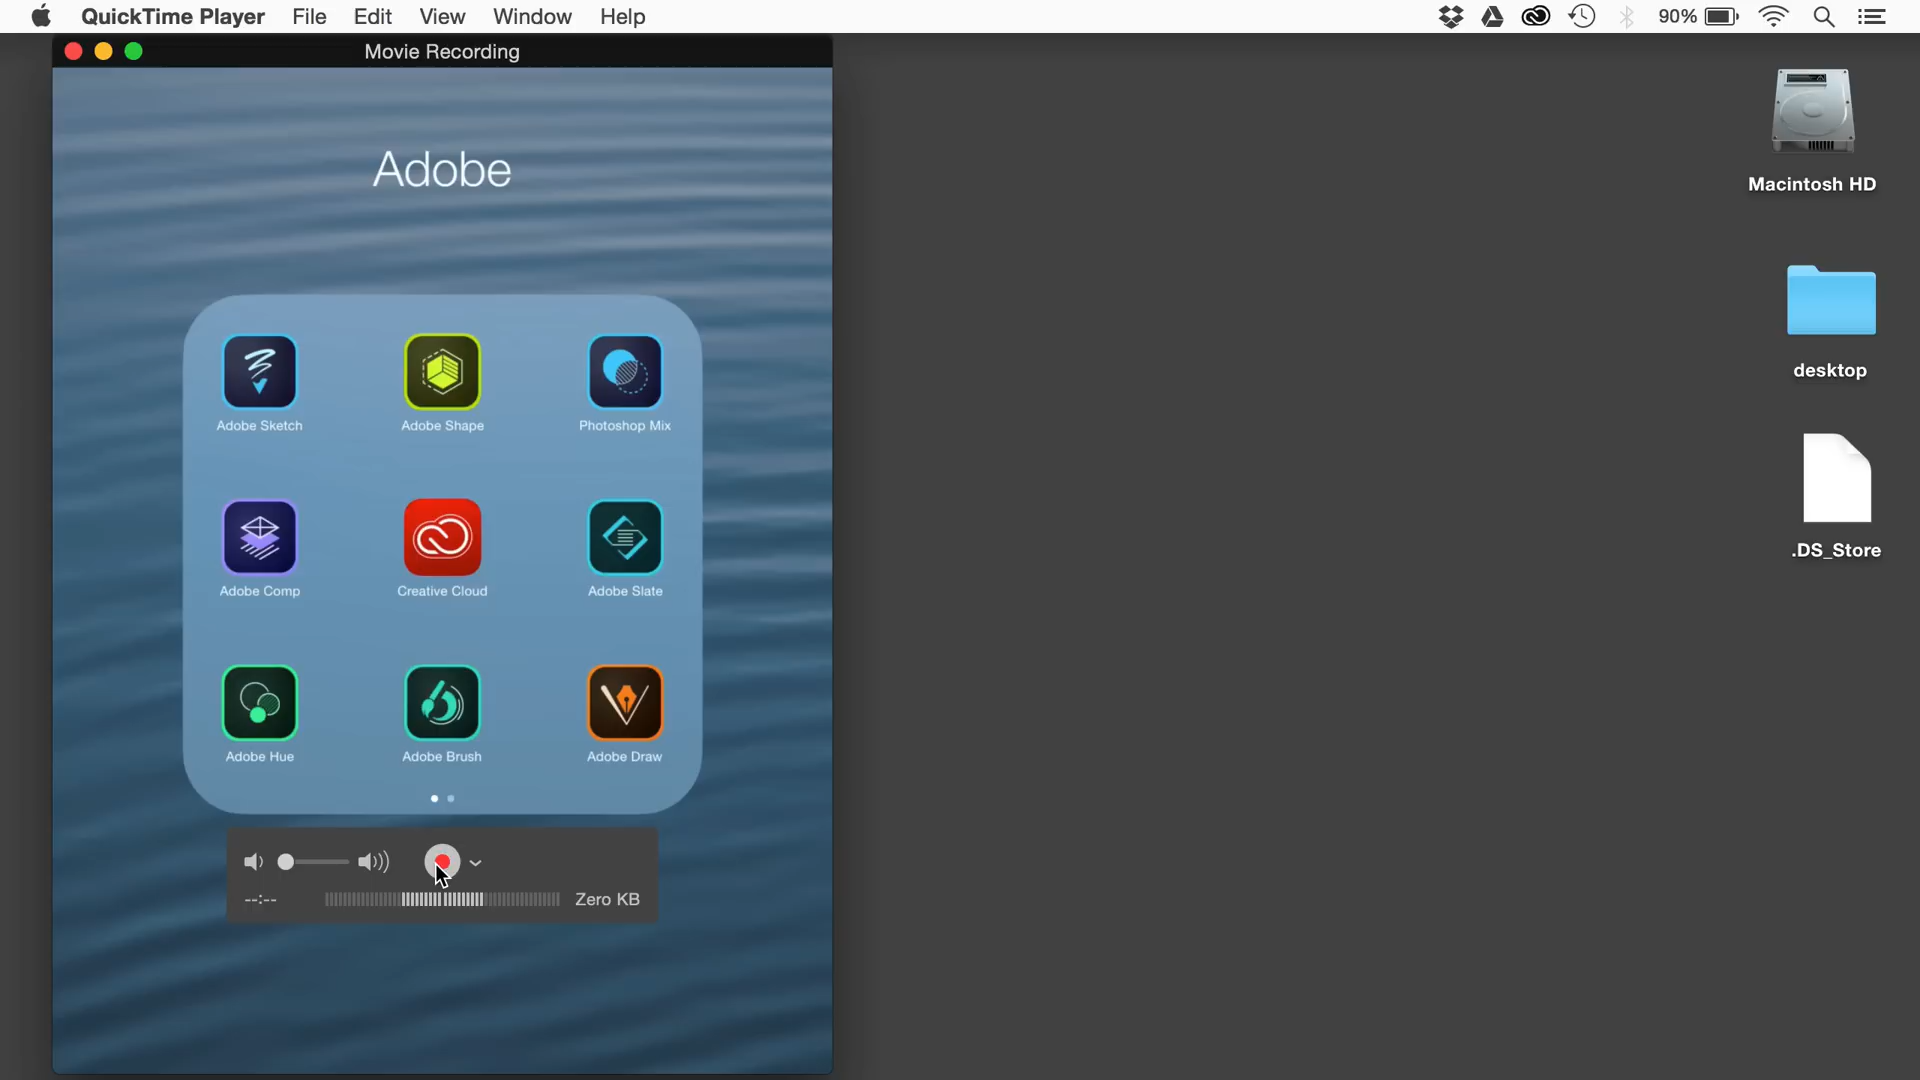 QuickTime Player File Edit View Window Help 90%
Movie Recording
Adobe
Adobe Sketch Adobe Shape Photoshop Mix
Adobe Comp Creative Cloud Adobe Slate
Adobe Hue Adobe Brush Adobe Draw
--:-- Zero KB
Macintosh HD
desktop
.DS_Store